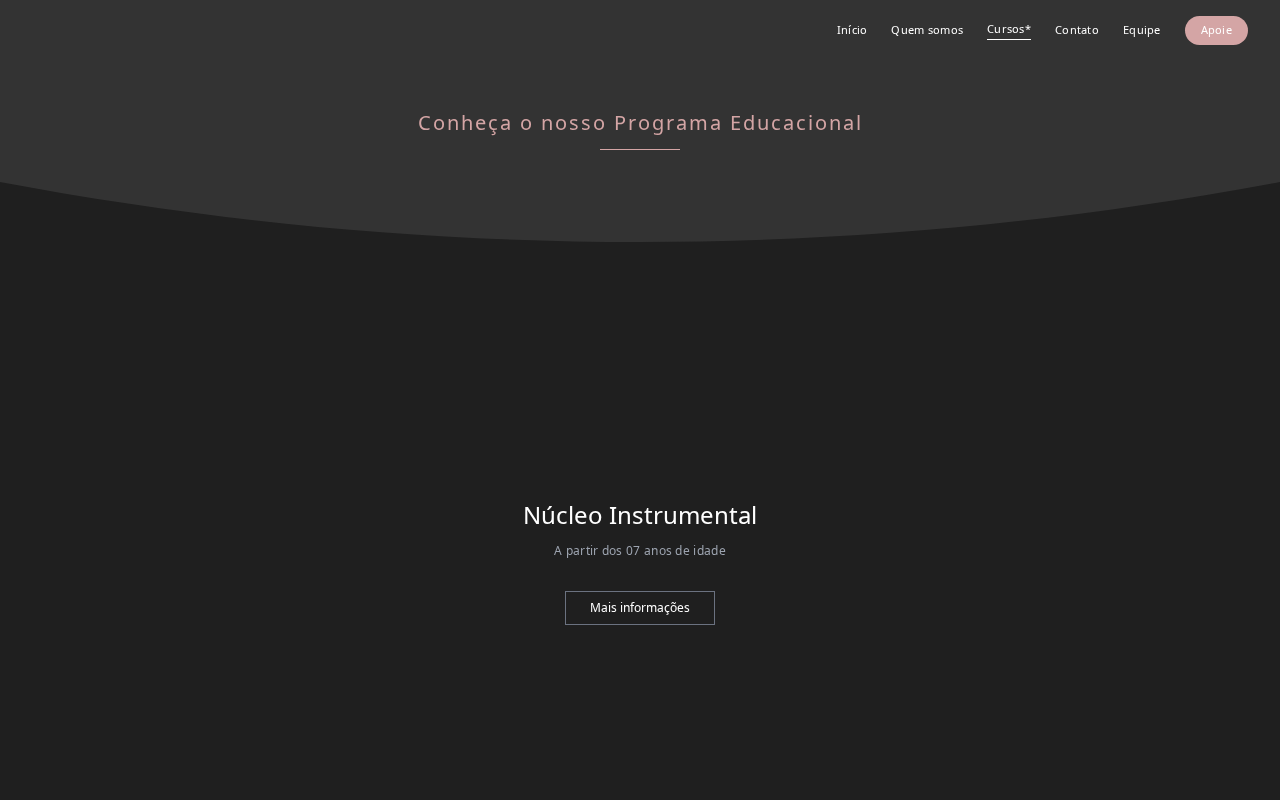 Início Quem somos Cursos* Contato Equipe Apoie
Conheça o nosso Programa Educacional
Núcleo Instrumental
A partir dos 07 anos de idade
Mais informações